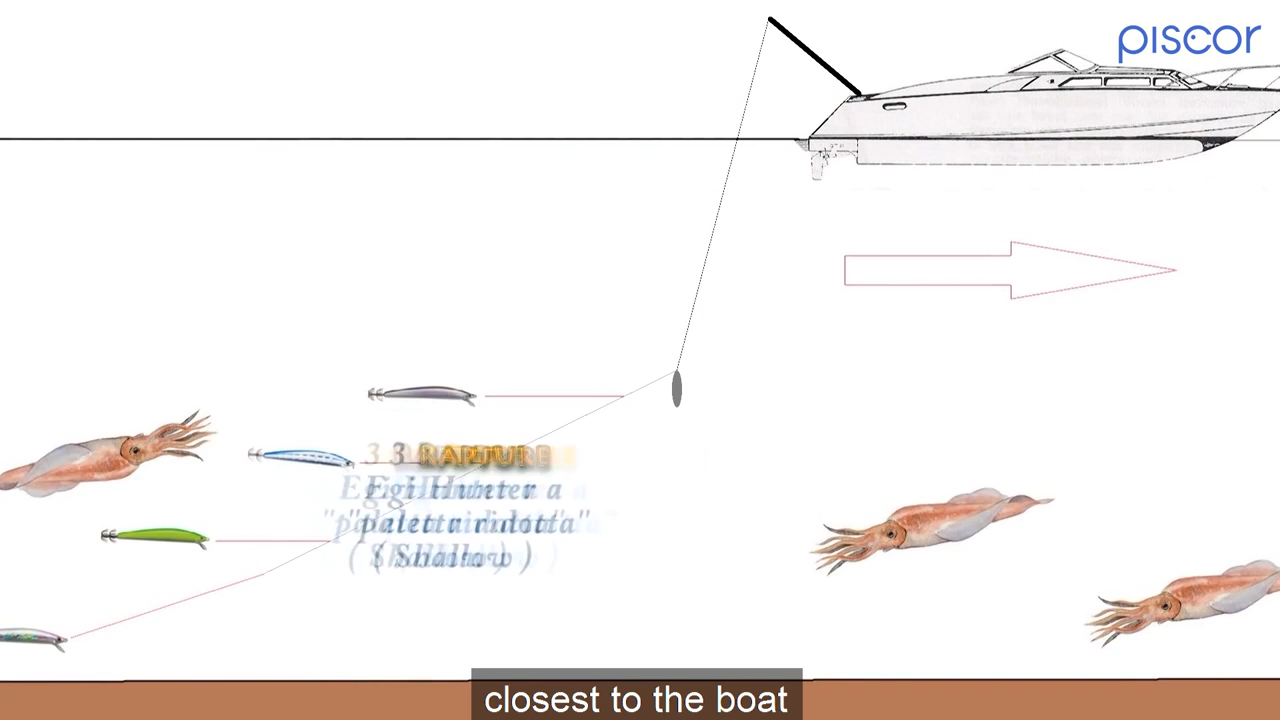 piscor
3 RAPTURE
Egi Hunter a
"paletta ridotta"
( Shallow )
closest to the boat